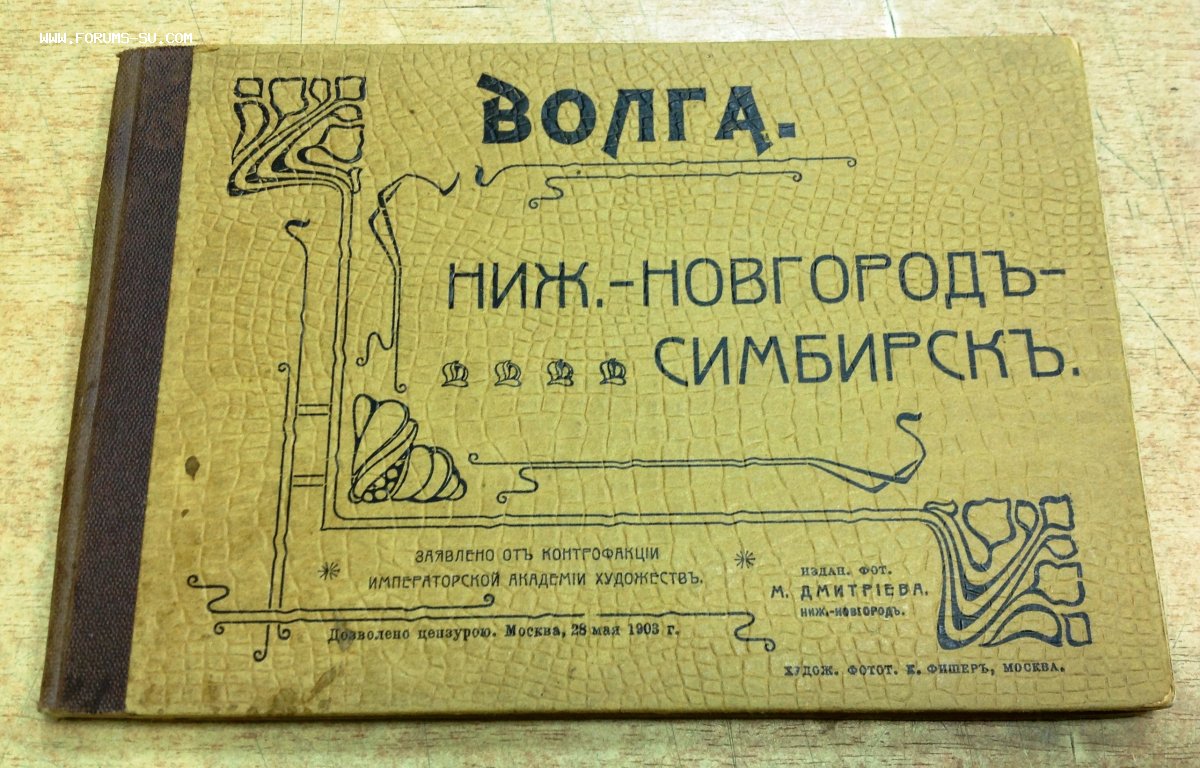 WWW.FORUMS-SU.COM
ВОЛГА.
НИЖ.-НОВГОРОДЪ-
СИМБИРСКЪ.
ЗАЯВЛЕНО ОТЪ КОНТРОФАКЦІИ
ИМПЕРАТОРСКОЙ АКАДЕМІИ ХУДОЖЕСТВЪ.
Дозволено цензурою. Москва, 28 мая 1903 г.
ИЗДАН. ФОТ.
М. ДМИТРІЕВА.
НИЖ.-НОВГОРОДЪ.
ХУДОЖ. ФОТОТ. К. ФИШЕРЪ, МОСКВА.